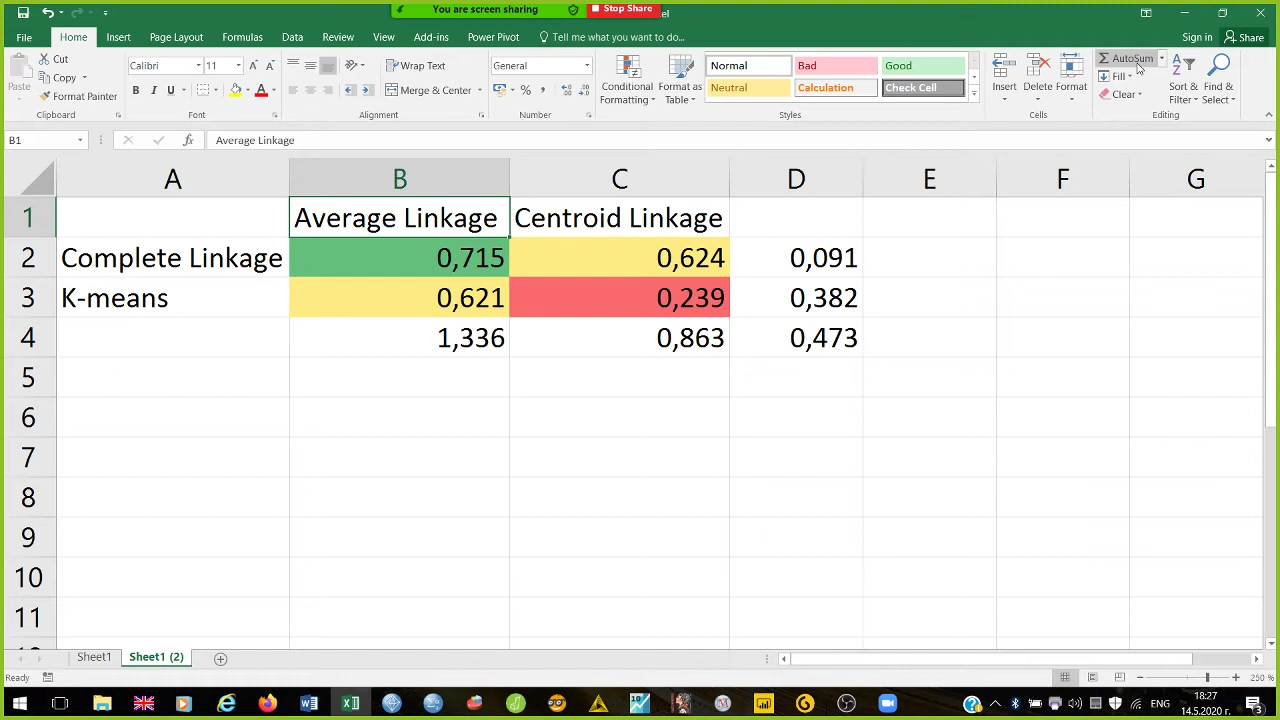 You are screen sharing
Stop Share
el
File Home Insert Page Layout Formulas Data Review View Add-ins Power Pivot Tell me what you want to do... Sign in Share
Paste
Cut
Copy
Format Painter
Clipboard
Calibri 11
B I U
Font
Wrap Text
Merge & Center
Alignment
General
Number
Conditional Formatting
Format as Table
Normal Bad Good
Neutral Calculation Check Cell
Styles
Insert Delete Format
Cells
AutoSum
Fill
Clear
Sort & Filter
Find & Select
Editing
B1 fx Average Linkage
A B C D E F G
1 Average Linkage Centroid Linkage
2 Complete Linkage 0,715 0,624 0,091
3 K-means 0,621 0,239 0,382
4 1,336 0,863 0,473
5
6
7
8
9
10
11
Sheet1 Sheet1 (2)
Ready 250 %
ENG 18:27
14.5.2020 г. 3